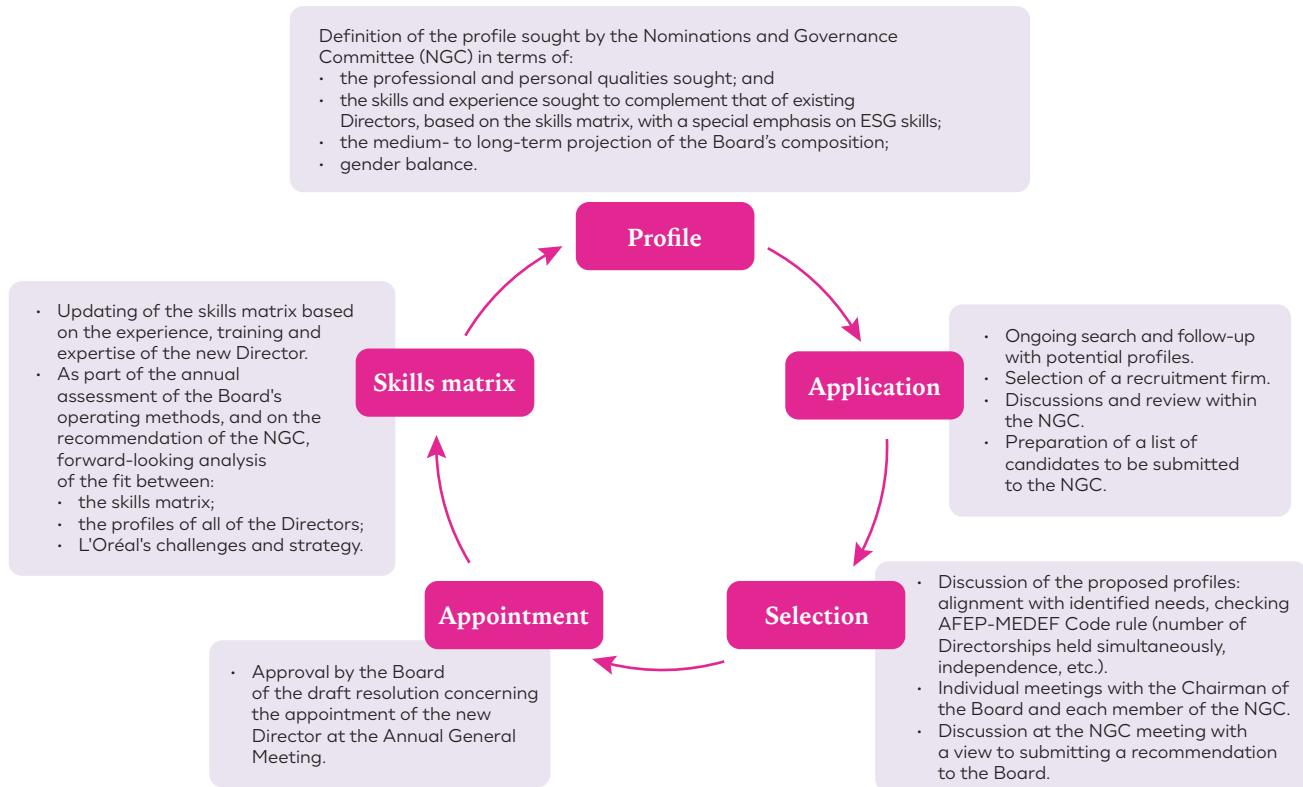 Definition of the profile sought by the Nominations and Governance
Committee (NGC) in terms of:
• the professional and personal qualities sought; and
• the skills and experience sought to complement that of existing
Directors, based on the skills matrix, with a special emphasis on ESG skills;
• the medium- to long-term projection of the Board’s composition;
• gender balance.
Profile
Application
• Ongoing search and follow-up
with potential profiles.
• Selection of a recruitment firm.
• Discussions and review within
the NGC.
• Preparation of a list of
candidates to be submitted
to the NGC.
Selection
• Discussion of the proposed profiles:
alignment with identified needs, checking
AFEP-MEDEF Code rule (number of
Directorships held simultaneously,
independence, etc.).
• Individual meetings with the Chairman of
the Board and each member of the NGC.
• Discussion at the NGC meeting with
a view to submitting a recommendation
to the Board.
Appointment
• Approval by the Board
of the draft resolution concerning
the appointment of the new
Director at the Annual General
Meeting.
Skills matrix
• Updating of the skills matrix based
on the experience, training and
expertise of the new Director.
• As part of the annual
assessment of the Board's
operating methods, and on the
recommendation of the NGC,
forward-looking analysis
of the fit between:
• the skills matrix;
• the profiles of all of the Directors;
• L'Oréal's challenges and strategy.